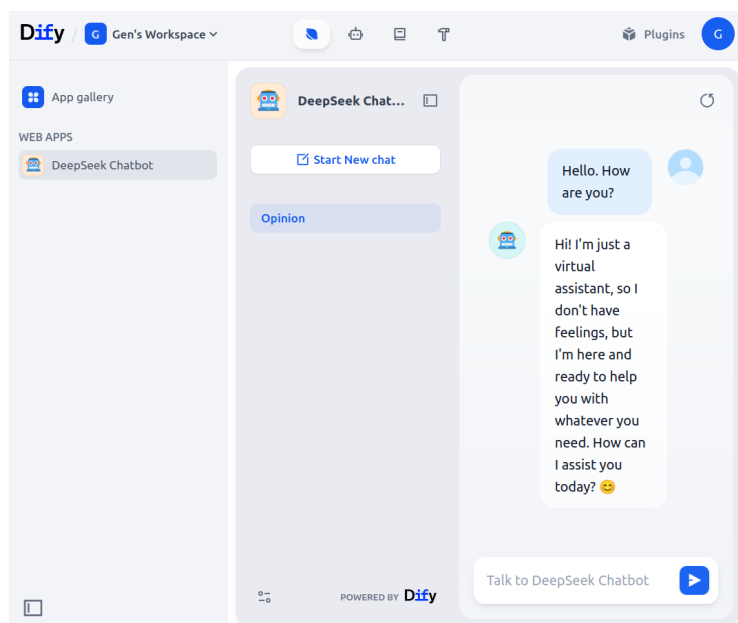 Dify / G Gen's Workspace
Plugins
G
App gallery
WEB APPS
DeepSeek Chatbot
DeepSeek Chat...
Start New chat
Opinion
POWERED BY Dify
Hello. How
are you?
Hi! I'm just a
virtual
assistant, so I
don't have
feelings, but
I'm here and
ready to help
you with
whatever you
need. How can
I assist you
today? 😊
Talk to DeepSeek Chatbot